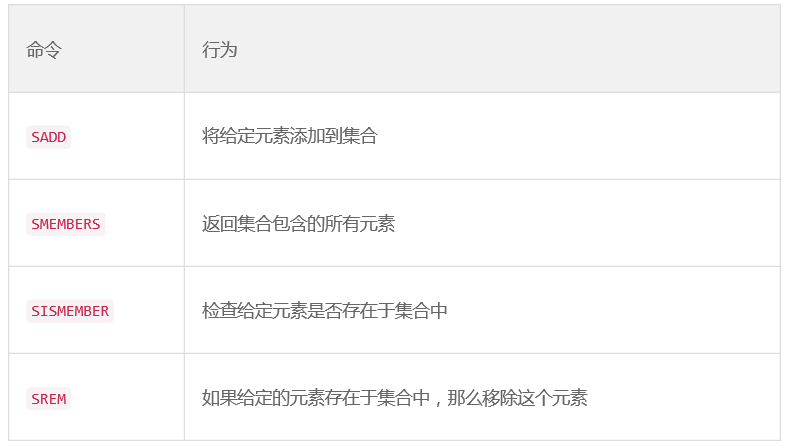 命令 行为
SADD 将给定元素添加到集合
SMEMBERS 返回集合包含的所有元素
SISMEMBER 检查给定元素是否存在于集合中
SREM 如果给定的元素存在于集合中，那么移除这个元素